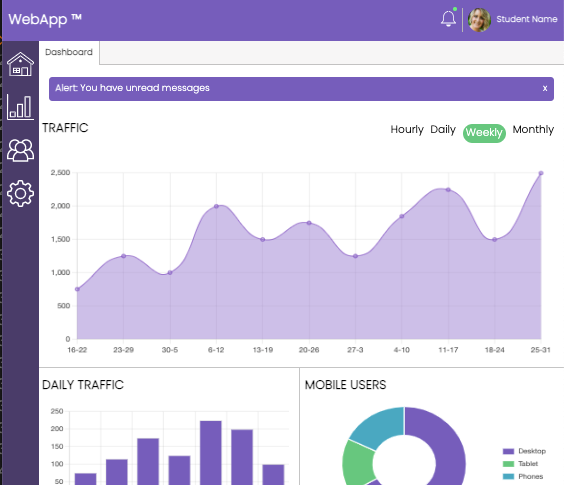 WebApp ™
Student Name
Dashboard
Alert: You have unread messages x
TRAFFIC
Hourly Daily Weekly Monthly
2,500
2,000
1,500
1,000
500
0
16-22 23-29 30-5 6-12 13-19 20-26 27-3 4-10 11-17 18-24 25-31
DAILY TRAFFIC
250
200
150
100
50
MOBILE USERS
Desktop
Tablet
Phones